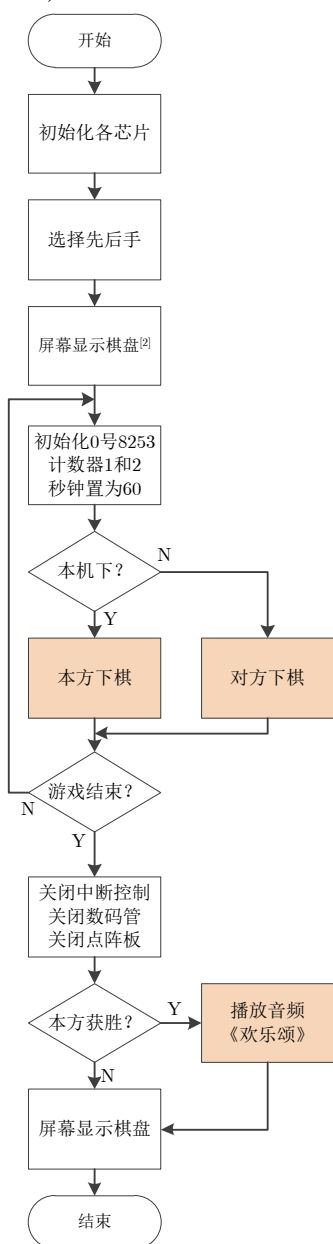 开始
初始化各芯片
选择先后手
屏幕显示棋盘[2]
初始化0号8253
计数器1和2
秒钟置为60
本机下？
N
Y
本方下棋
对方下棋
游戏结束？
N
Y
关闭中断控制
关闭数码管
关闭点阵板
本方获胜？
Y
播放音频
《欢乐颂》
N
屏幕显示棋盘
结束